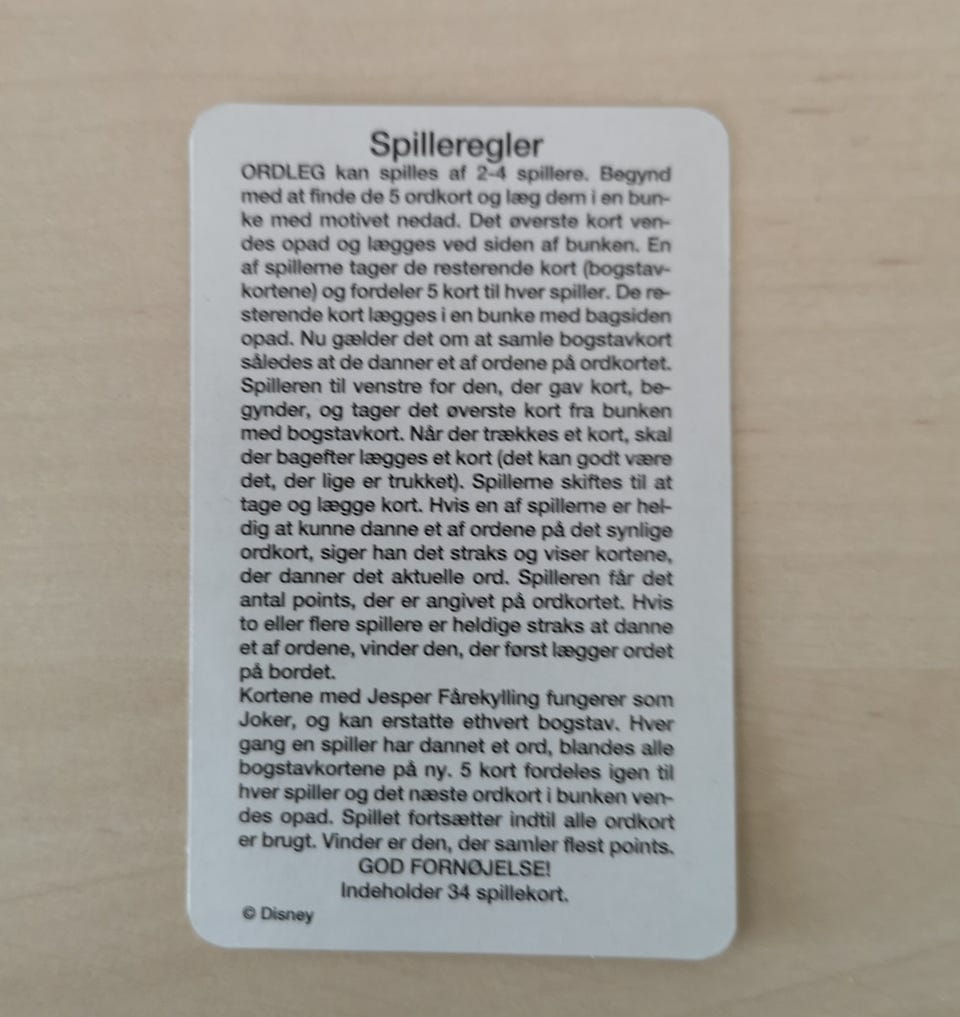 Spilleregler
ORDLEG kan spilles af 2-4 spillere. Begynd
med at finde de 5 ordkort og læg dem i en bun-
ke med motivet nedad. Det øverste kort ven-
des opad og lægges ved siden af bunken. En
af spillerne tager de resterende kort (bogstav-
kortene) og fordeler 5 kort til hver spiller. De re-
sterende kort lægges i en bunke med bagsiden
opad. Nu gælder det om at samle bogstavkort
således at de danner et af ordene på ordkortet.
Spilleren til venstre for den, der gav kort, be-
gynder, og tager det øverste kort fra bunken
med bogstavkort. Når der trækkes et kort, skal
der bagefter lægges et kort (det kan godt være
det, der lige er trukket). Spillerne skiftes til at
tage og lægge kort. Hvis en af spillerne er hel-
dig at kunne danne et af ordene på det synlige
ordkort, siger han det straks og viser kortene,
der danner det aktuelle ord. Spilleren får det
antal points, der er angivet på ordkortet. Hvis
to eller flere spillere er heldige straks at danne
et af ordene, vinder den, der først lægger ordet
på bordet.
Kortene med Jesper Fårekylling fungerer som
Joker, og kan erstatte ethvert bogstav. Hver
gang en spiller har dannet et ord, blandes alle
bogstavkortene på ny. 5 kort fordeles igen til
hver spiller og det næste ordkort i bunken ven-
des opad. Spillet fortsætter indtil alle ordkort
er brugt. Vinder er den, der samler flest points.
GOD FORNØJELSE!
Indeholder 34 spillekort.
© Disney